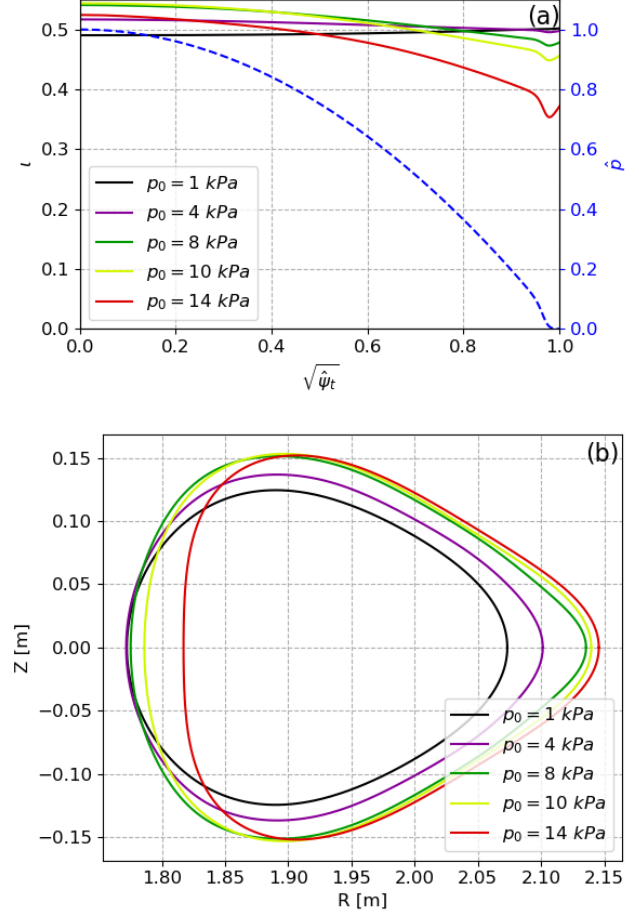 (a)
0.5
0.4
0.3
0.2
0.1
0.0
ι
1.0
0.8
0.6
0.4
0.2
0.0
p̂
p₀ = 1 kPa
p₀ = 4 kPa
p₀ = 8 kPa
p₀ = 10 kPa
p₀ = 14 kPa
0.0 0.2 0.4 0.6 0.8 1.0
√ψ̂ₜ
(b)
0.15
0.10
0.05
0.00
−0.05
−0.10
−0.15
Z [m]
p₀ = 1 kPa
p₀ = 4 kPa
p₀ = 8 kPa
p₀ = 10 kPa
p₀ = 14 kPa
1.80 1.85 1.90 1.95 2.00 2.05 2.10 2.15
R [m]